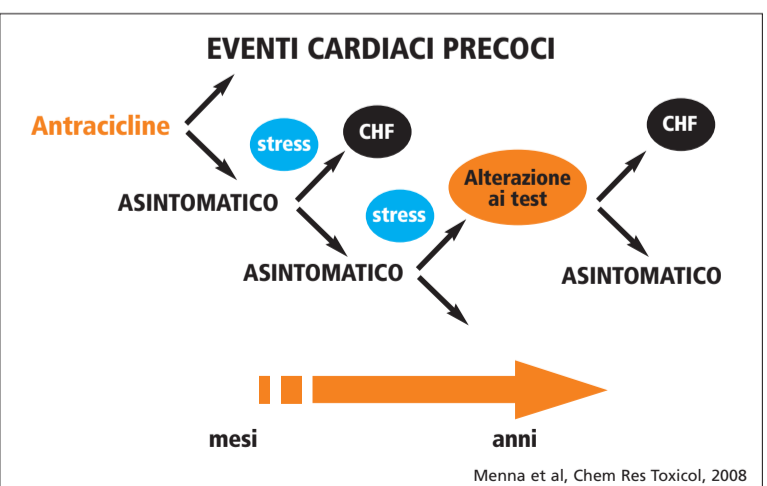 EVENTI CARDIACI PRECOCI
Antracicline
stress
CHF
CHF
ASINTOMATICO
Alterazione
ai test
stress
ASINTOMATICO
ASINTOMATICO
mesi
anni
Menna et al, Chem Res Toxicol, 2008